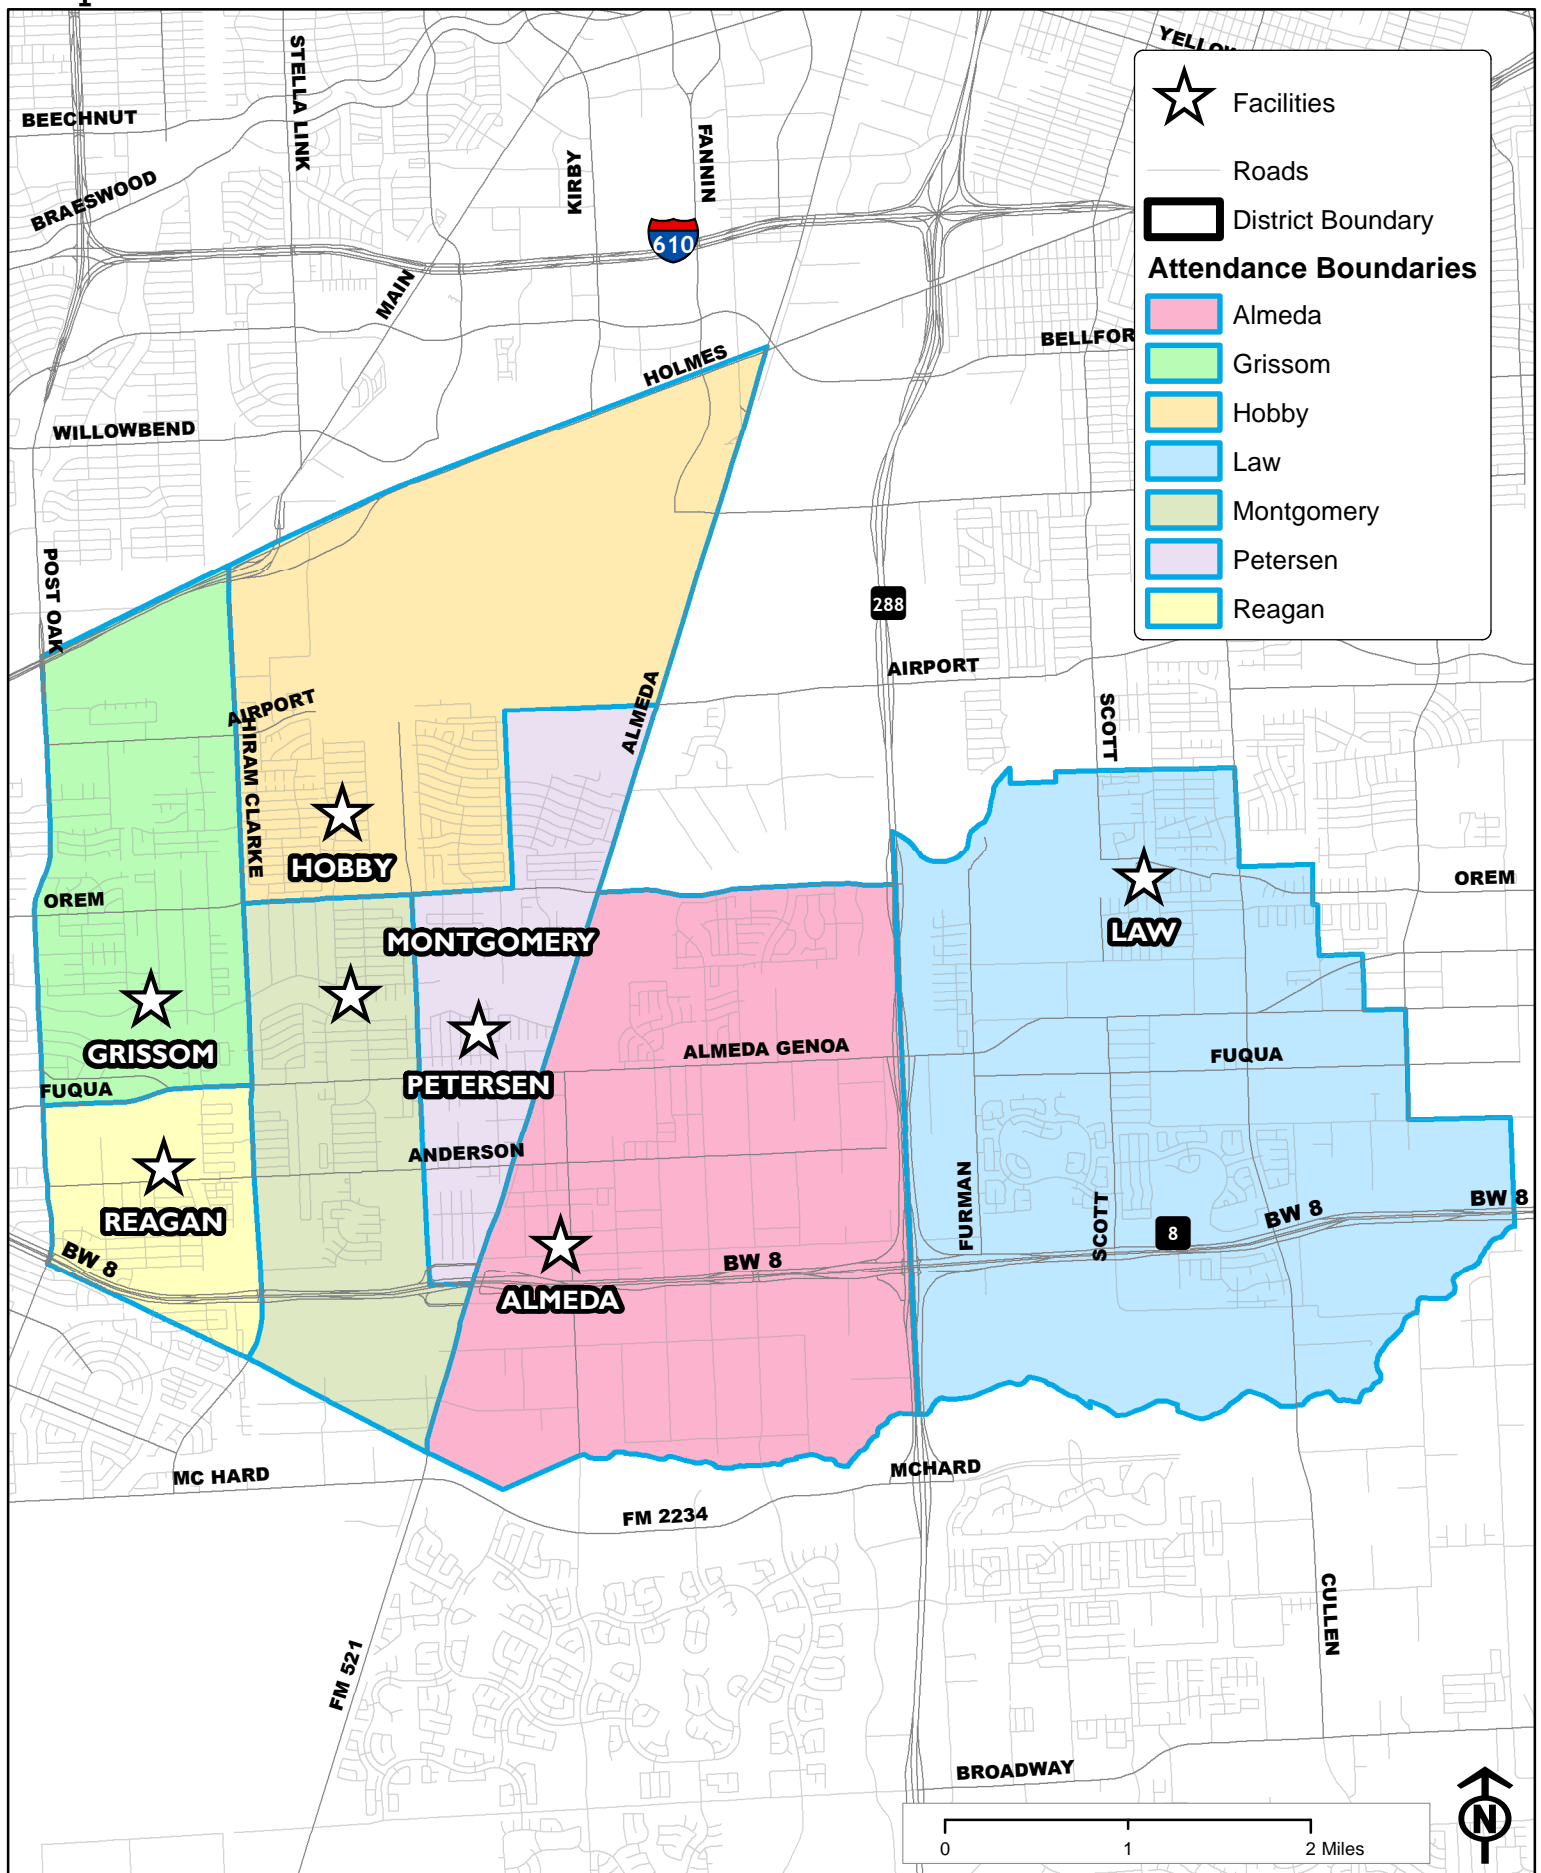 YELLOW
STELLA LINK
BEECHNUT
BRAESWOOD
KIRBY
FANNIN
610
MAIN
HOLMES
BELLFOR
WILLOWBEND
Facilities
Roads
District Boundary
Attendance Boundaries
Almeda
Grissom
Hobby
Law
Montgomery
Petersen
Reagan
POST OAK
288
AIRPORT
ALMEDA
SCOTT
AIRPORT
HIRAM CLARKE
HOBBY
OREM
OREM
LAW
MONTGOMERY
GRISSOM
ALMEDA GENOA
FUQUA
PETERSEN
FUQUA
ANDERSON
REAGAN
FURMAN
SCOTT
BW 8
BW 8
8
BW 8
BW 8
ALMEDA
MC HARD
MCHARD
FM 2234
CULLEN
FM 521
BROADWAY
0 1 2 Miles
N